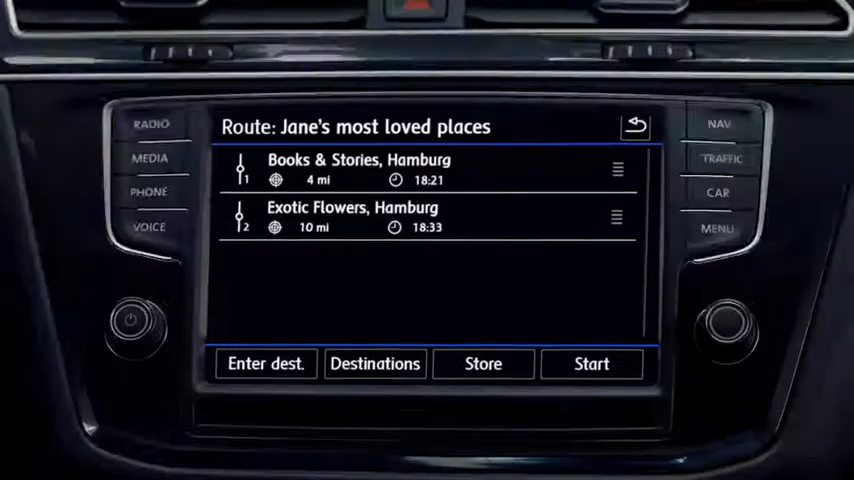 RADIO
MEDIA
PHONE
VOICE
Route: Jane's most loved places
Books & Stories, Hamburg
1
4 mi 18:21
Exotic Flowers, Hamburg
2
10 mi 18:33
Enter dest. Destinations Store Start
NAV
TRAFFIC
CAR
MENU